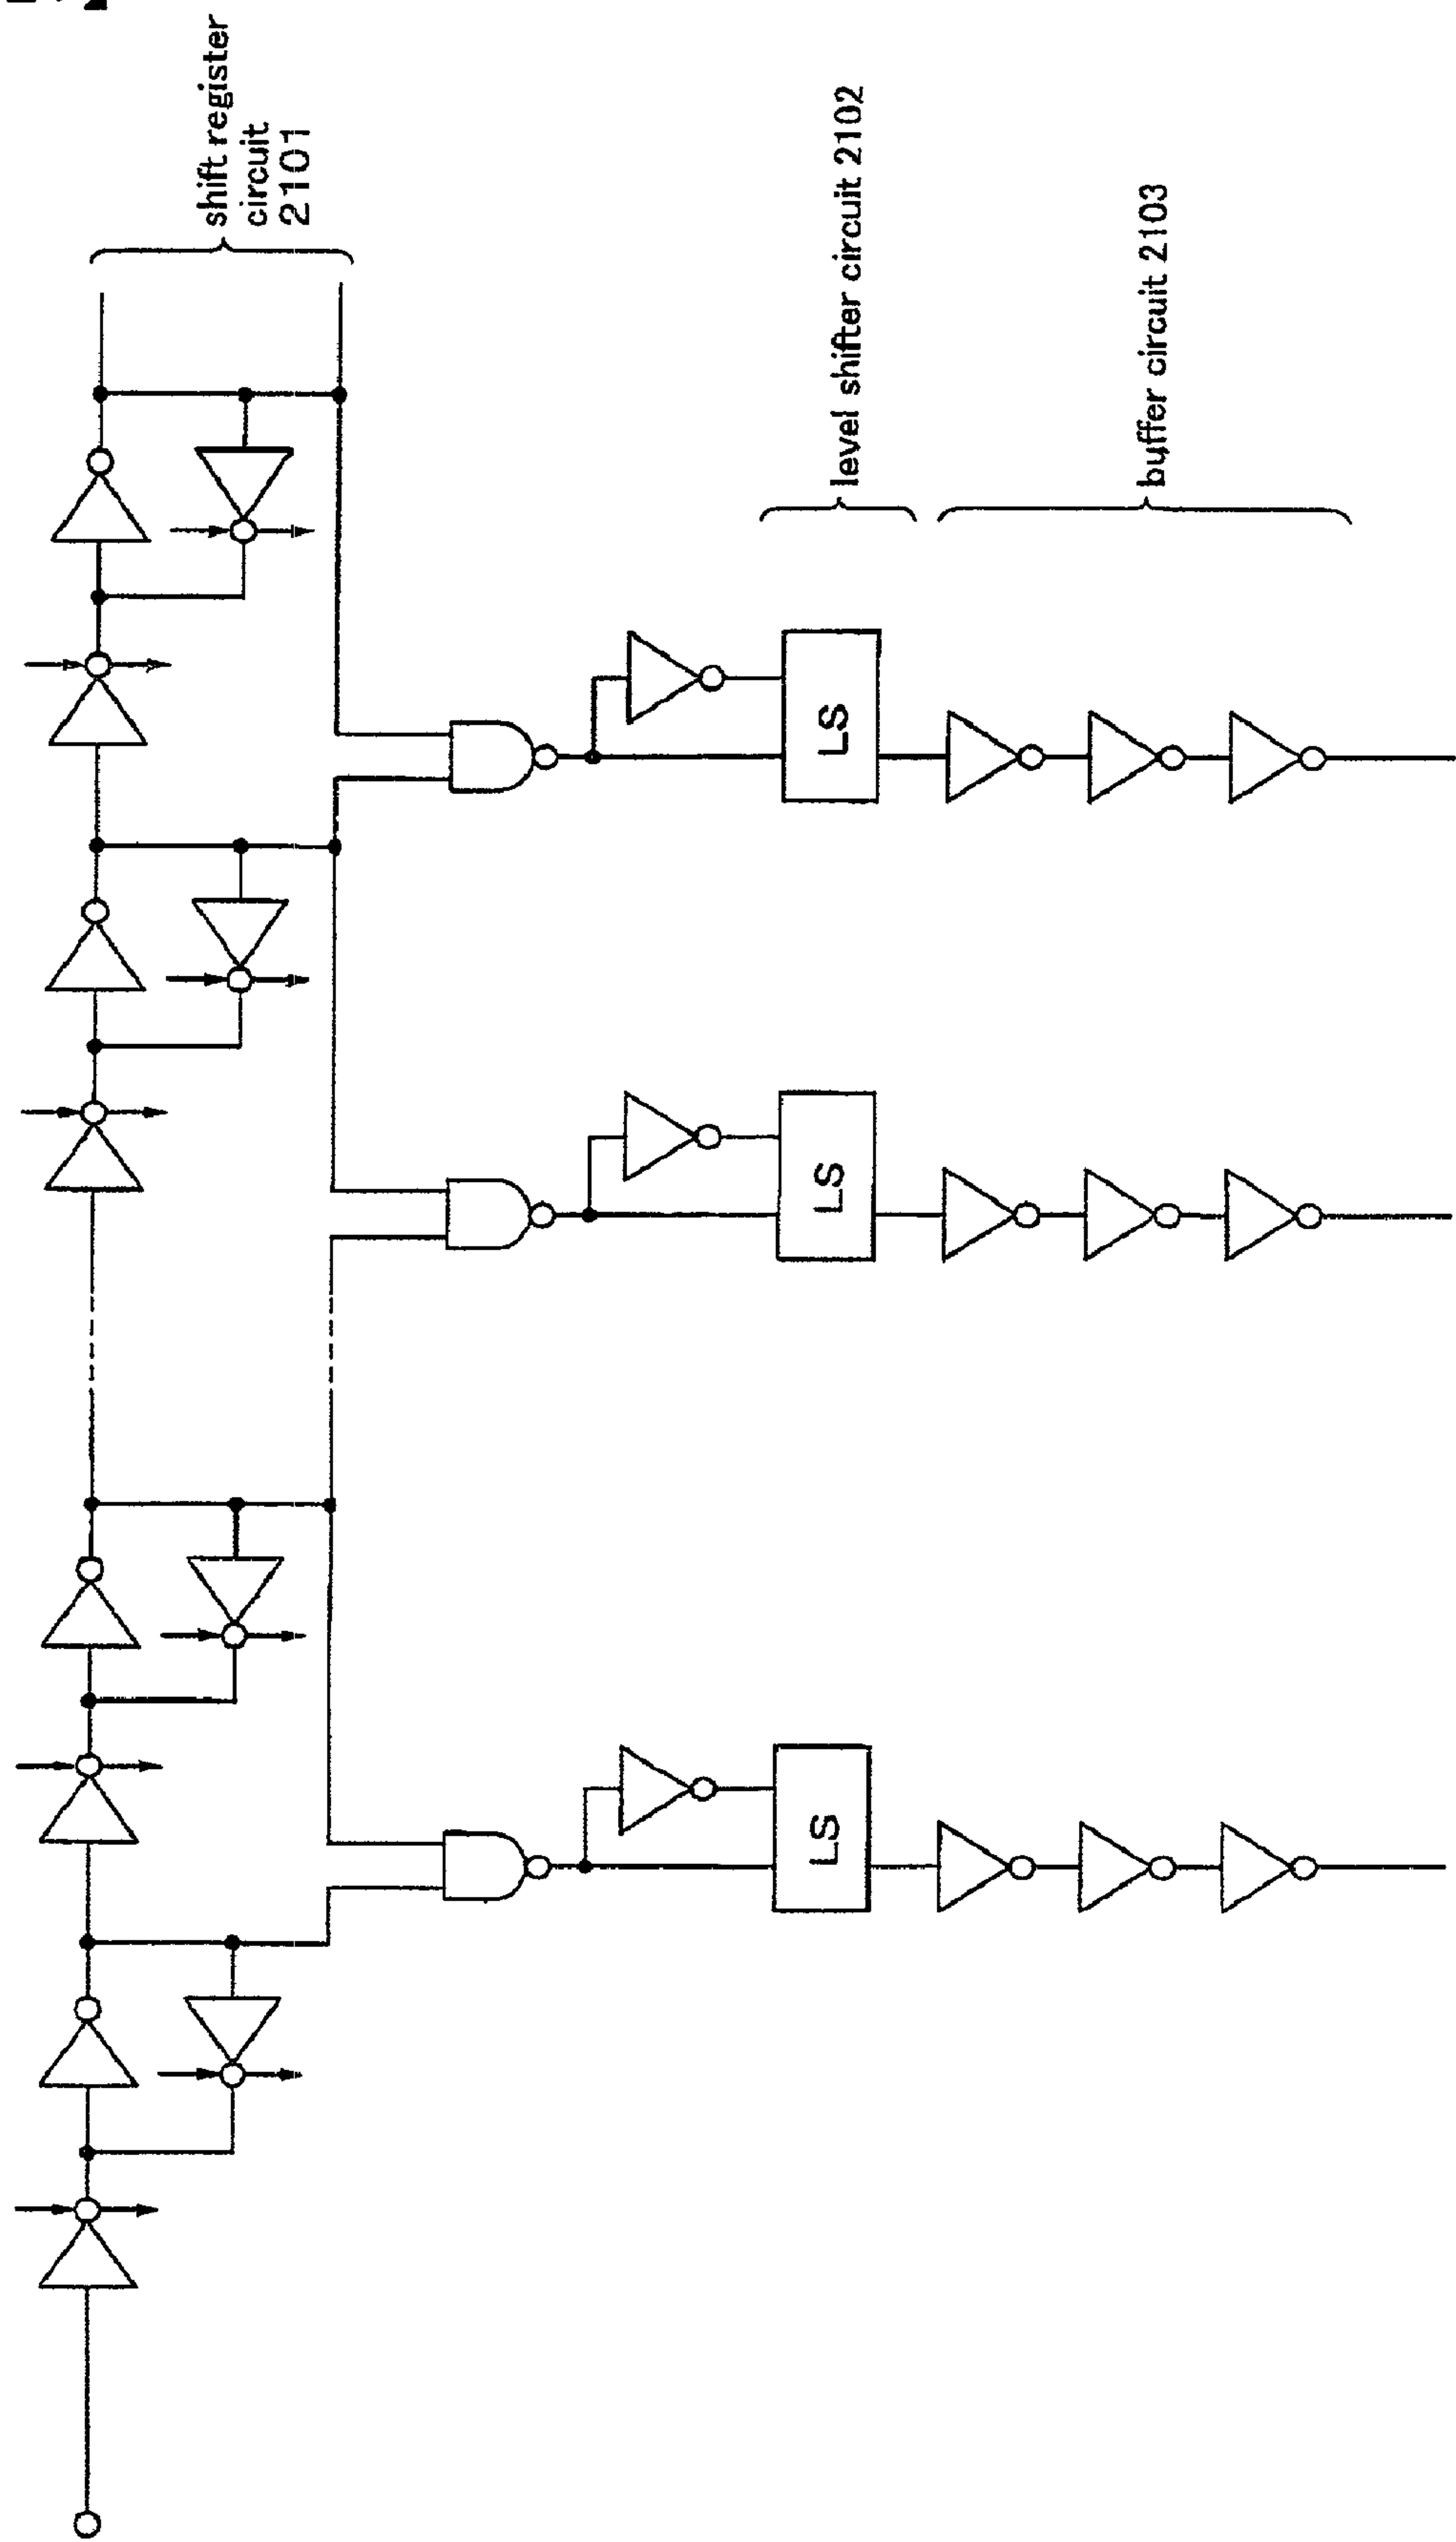 shift register
circuit
2101
level shifter circuit 2102
buffer circuit 2103
LS
LS
LS